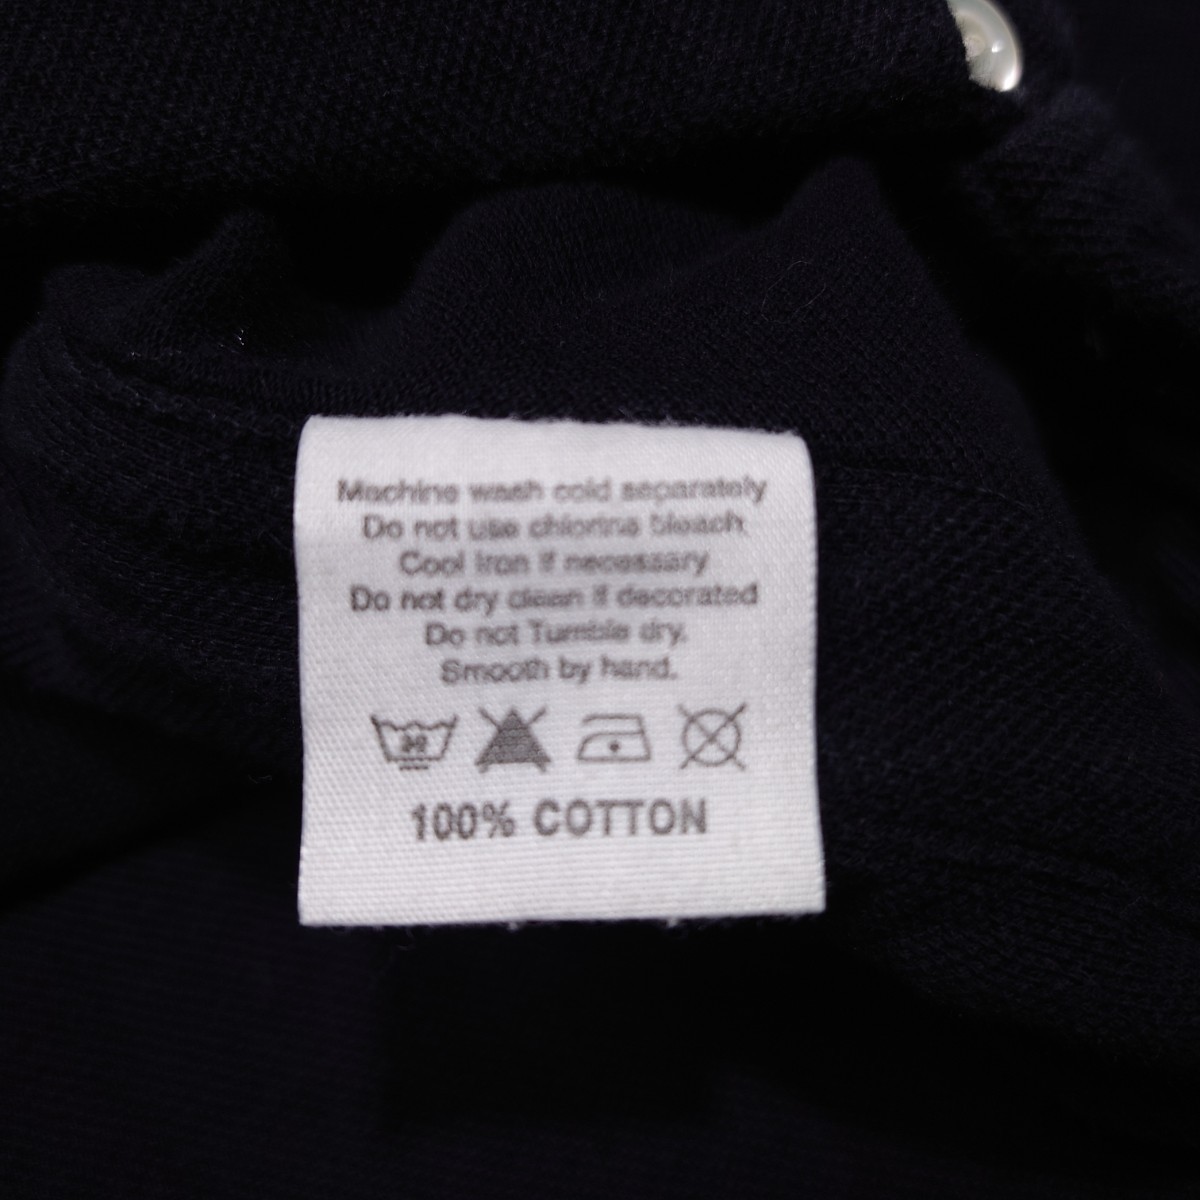 Machine wash cold separately
Do not use chlorine bleach
Cool Iron if necessary
Do not dry clean if decorated
Do not Tumble dry.
Smooth by hand.
30
100% COTTON